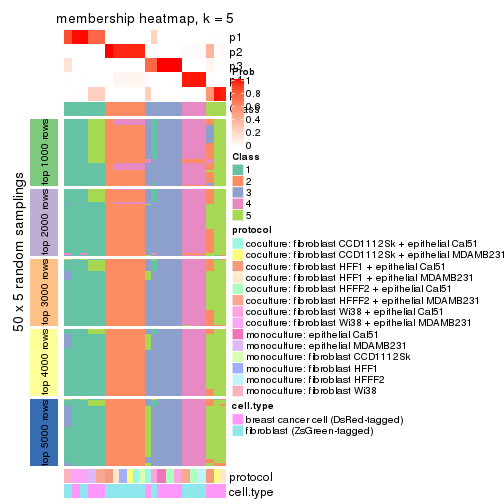 membership heatmap, k = 5
p1
p2
p3
Prob
1
0.8
0.6
0.4
0.2
0
Class
1
2
3
4
5
protocol
coculture: fibroblast CCD1112Sk + epithelial Cal51
coculture: fibroblast CCD1112Sk + epithelial MDAMB231
coculture: fibroblast HFF1 + epithelial Cal51
coculture: fibroblast HFF1 + epithelial MDAMB231
coculture: fibroblast HFFF2 + epithelial Cal51
coculture: fibroblast HFFF2 + epithelial MDAMB231
coculture: fibroblast Wi38 + epithelial Cal51
coculture: fibroblast Wi38 + epithelial MDAMB231
monoculture: epithelial Cal51
monoculture: epithelial MDAMB231
monoculture: fibroblast CCD1112Sk
monoculture: fibroblast HFF1
monoculture: fibroblast HFFF2
monoculture: fibroblast Wi38
cell.type
breast cancer cell (DsRed-tagged)
fibroblast (ZsGreen-tagged)
50 x 5 random samplings
top 1000 rows
top 2000 rows
top 3000 rows
top 4000 rows
top 5000 rows
protocol
cell.type